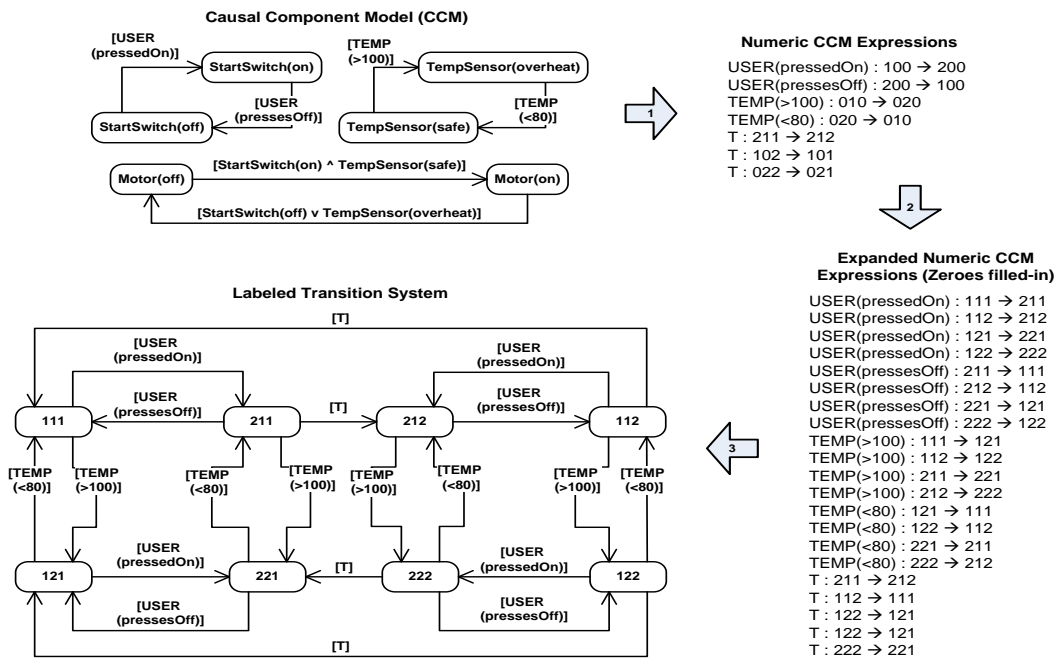 Causal Component Model (CCM)
[USER
(pressedOn)]
StartSwitch(on)
[USER
(pressesOff)]
StartSwitch(off)
[TEMP
(>100)]
TempSensor(overheat)
[TEMP
(<80)]
TempSensor(safe)
[StartSwitch(on) ^ TempSensor(safe)]
Motor(off)
Motor(on)
[StartSwitch(off) v TempSensor(overheat)]
1
Numeric CCM Expressions
USER(pressedOn) : 100 → 200
USER(pressesOff) : 200 → 100
TEMP(>100) : 010 → 020
TEMP(<80) : 020 → 010
T : 211 → 212
T : 102 → 101
T : 022 → 021
2
Expanded Numeric CCM
Expressions (Zeroes filled-in)
USER(pressedOn) : 111 → 211
USER(pressedOn) : 112 → 212
USER(pressedOn) : 121 → 221
USER(pressedOn) : 122 → 222
USER(pressesOff) : 211 → 111
USER(pressesOff) : 212 → 112
USER(pressesOff) : 221 → 121
USER(pressesOff) : 222 → 122
TEMP(>100) : 111 → 121
TEMP(>100) : 112 → 122
TEMP(>100) : 211 → 221
TEMP(>100) : 212 → 222
TEMP(<80) : 121 → 111
TEMP(<80) : 122 → 112
TEMP(<80) : 221 → 211
TEMP(<80) : 222 → 212
T : 211 → 212
T : 112 → 111
T : 122 → 121
T : 122 → 121
T : 222 → 221
3
Labeled Transition System
[T]
[USER
(pressedOn)]
[USER
(pressedOn)]
[USER
(pressesOff)]
[USER
(pressesOff)]
111
211
[T]
212
112
[TEMP
(<80)]
[TEMP
(>100)]
[TEMP
(<80)]
[TEMP
(>100)]
[TEMP
(>100)]
[TEMP
(<80)]
[TEMP
(>100)]
[TEMP
(<80)]
[USER
(pressedOn)]
[USER
(pressedOn)]
121
221
[T]
222
122
[USER
(pressesOff)]
[USER
(pressesOff)]
[T]